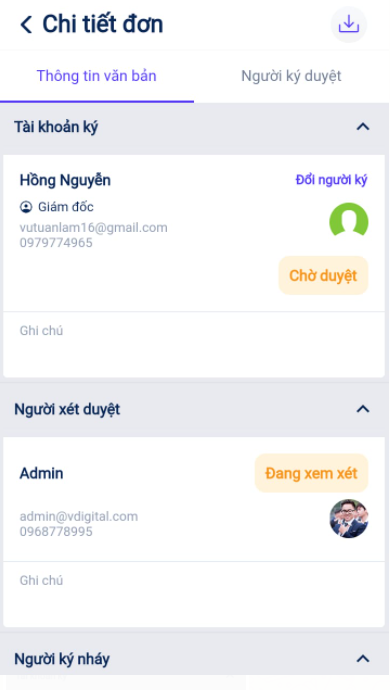 Chi tiết đơn
Thông tin văn bản
Người ký duyệt
Tài khoản ký
Hồng Nguyễn
Đổi người ký
Giám đốc
vutuanlam16@gmail.com
0979774965
Chờ duyệt
Ghi chú
Người xét duyệt
Admin
Đang xem xét
admin@vdigital.com
0968778995
Ghi chú
Người ký nháy